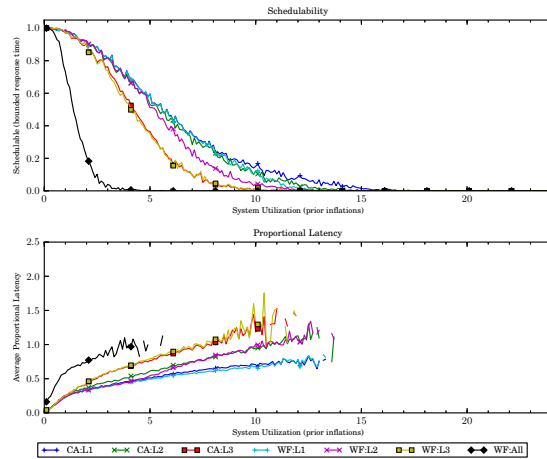 Schedulability
Schedulable (bounded response time)
1.0
0.8
0.6
0.4
0.2
0.0
0 5 10 15 20
System Utilization (prior inflations)
Proportional Latency
Average Proportional Latency
2.5
2.0
1.5
1.0
0.5
0.0
0 5 10 15 20
System Utilization (prior inflations)
CA:L1 CA:L2 CA:L3 WF:L1 WF:L2 WF:L3 WF:All